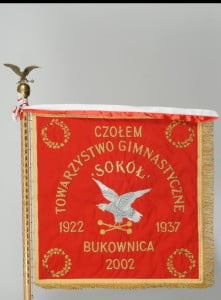 CZOŁEM
TOWARZYSTWO GIMNASTYCZNE
"SOKÓŁ"
1922 1937
BUKOWNICA
2002